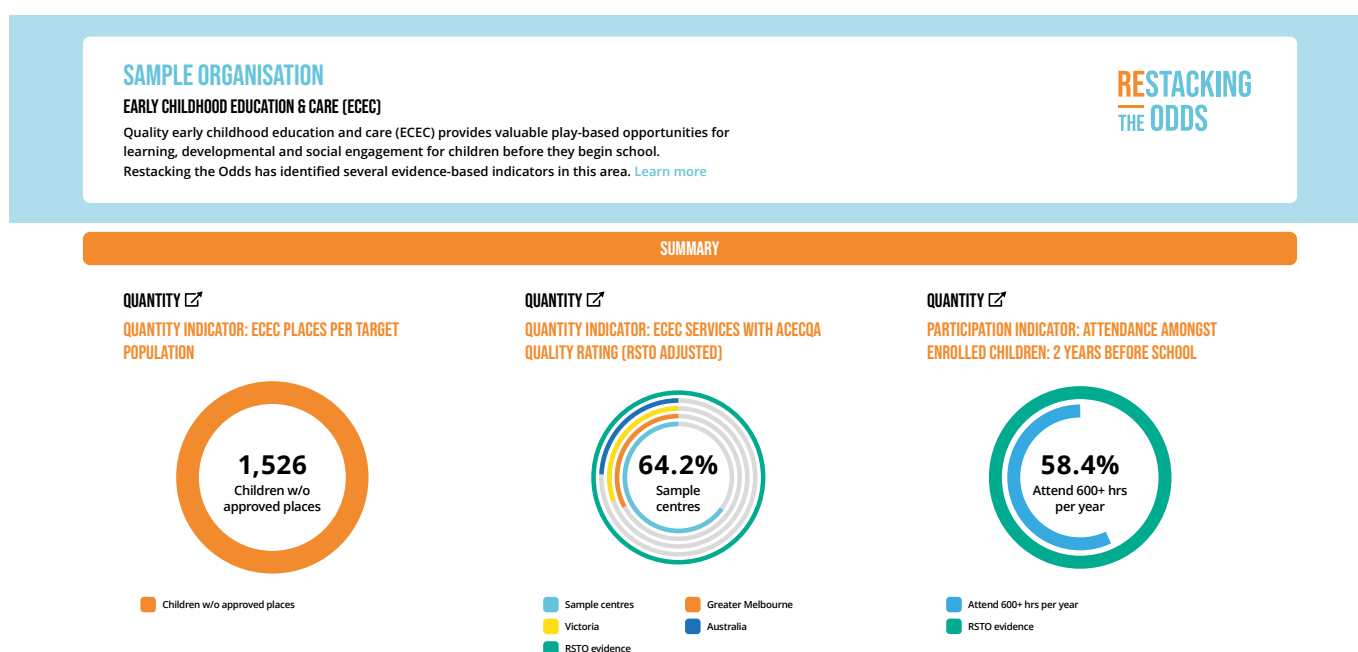 SAMPLE ORGANISATION
EARLY CHILDHOOD EDUCATION & CARE (ECEC)
Quality early childhood education and care (ECEC) provides valuable play-based opportunities for
learning, developmental and social engagement for children before they begin school.
Restacking the Odds has identified several evidence-based indicators in this area. Learn more
RESTACKING
THE ODDS
SUMMARY
QUANTITY
QUANTITY INDICATOR: ECEC PLACES PER TARGET
POPULATION
1,526
Children w/o
approved places
Children w/o approved places
QUANTITY
QUANTITY INDICATOR: ECEC SERVICES WITH ACECQA
QUALITY RATING (RSTO ADJUSTED)
64.2%
Sample
centres
Sample centres
Greater Melbourne
Victoria
Australia
RSTO evidence
QUANTITY
PARTICIPATION INDICATOR: ATTENDANCE AMONGST
ENROLLED CHILDREN: 2 YEARS BEFORE SCHOOL
58.4%
Attend 600+ hrs
per year
Attend 600+ hrs per year
RSTO evidence